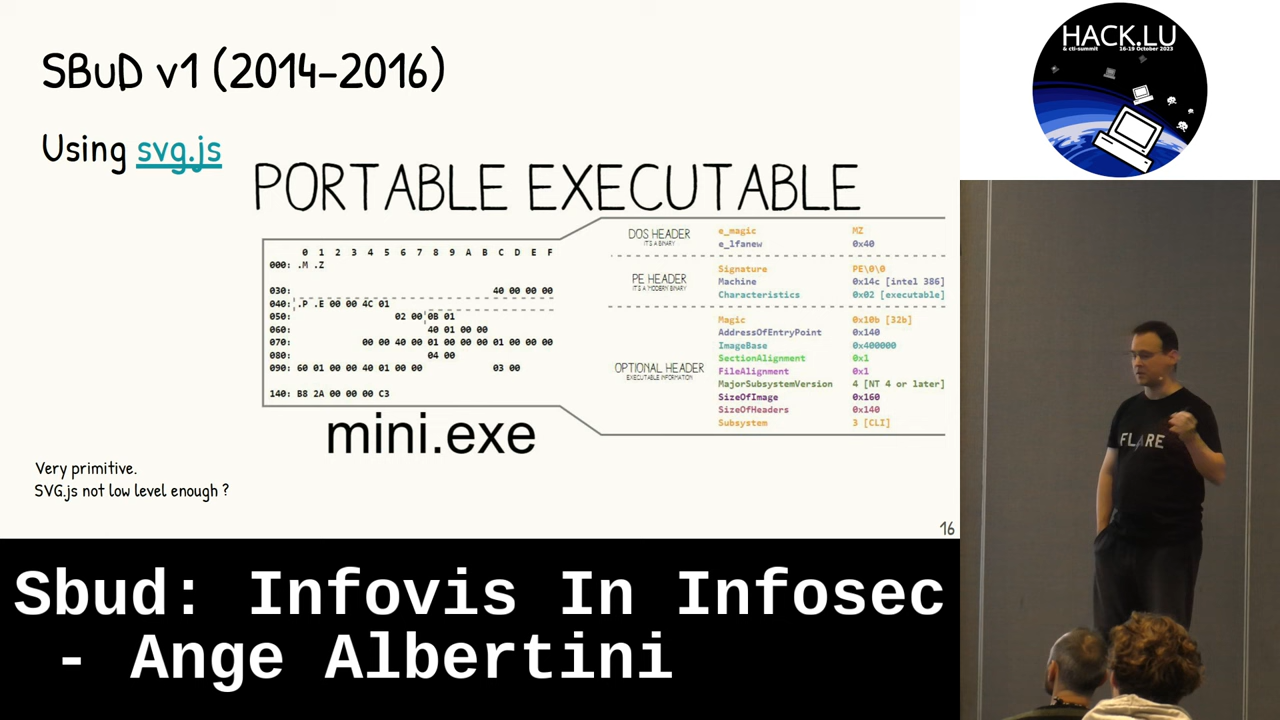 SBuD v1 (2014-2016)
Using svg.js
PORTABLE EXECUTABLE
0 1 2 3 4 5 6 7 8 9 A B C D E F
000: .M .Z
030: 40 00 00 00
040: .P .E 00 00 4C 01
050: 02 00 0B 01
060: 40 01 00 00
070: 00 00 40 00 01 00 00 00 01 00 00 00
080: 04 00
090: 60 01 00 00 40 01 00 00 03 00
140: B8 2A 00 00 00 C3
DOS HEADER
IT'S A BINARY
e_magic MZ
e_lfanew 0x40
PE HEADER
IT'S A 'MODERN' BINARY
Signature PE\0\0
Machine 0x14c [intel 386]
Characteristics 0x02 [executable]
OPTIONAL HEADER
EXECUTABLE INFORMATION
Magic 0x10b [32b]
AddressOfEntryPoint 0x140
ImageBase 0x400000
SectionAlignment 0x1
FileAlignment 0x1
MajorSubsystemVersion 4 [NT 4 or later]
SizeOfImage 0x160
SizeOfHeaders 0x140
Subsystem 3 [CLI]
mini.exe
Very primitive.
SVG.js not low level enough ?
16
HACK.LU
& cti-summit 16-19 October 2023
FLARE
Sbud: Infovis In Infosec
- Ange Albertini